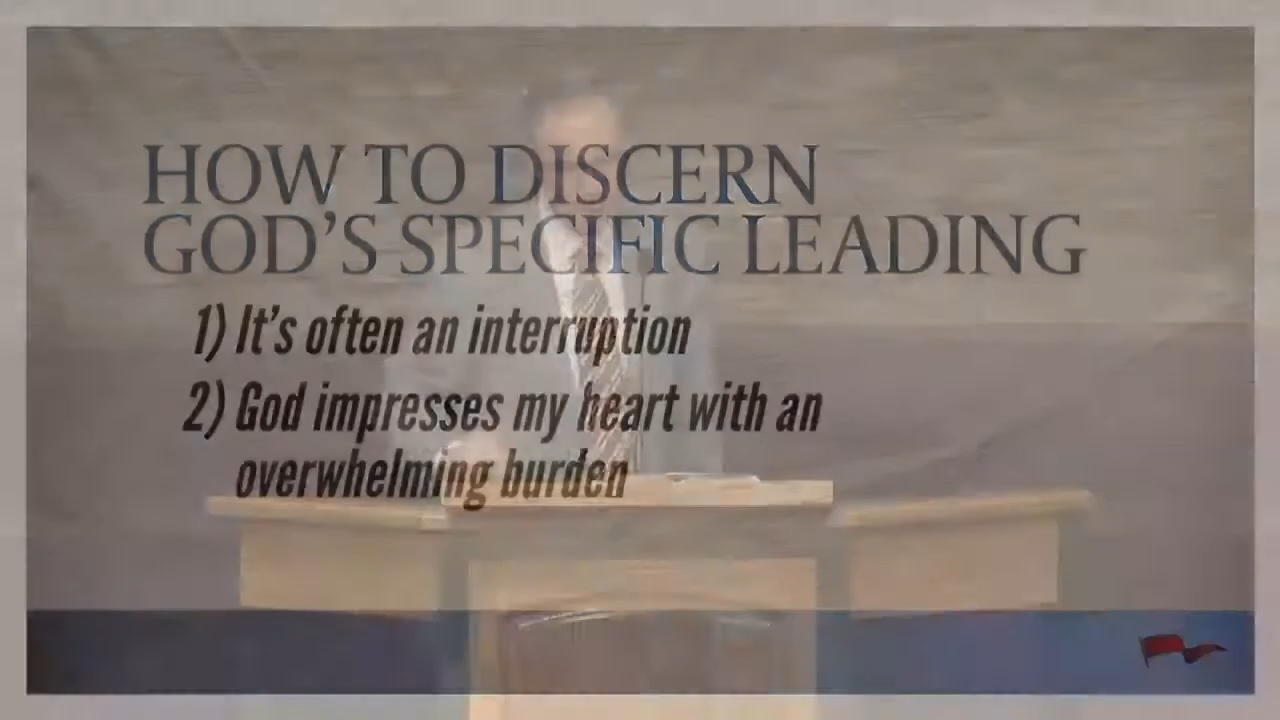 HOW TO DISCERN
GOD'S SPECIFIC LEADING
1) It's often an interruption
2) God impresses my heart with an
overwhelming burden